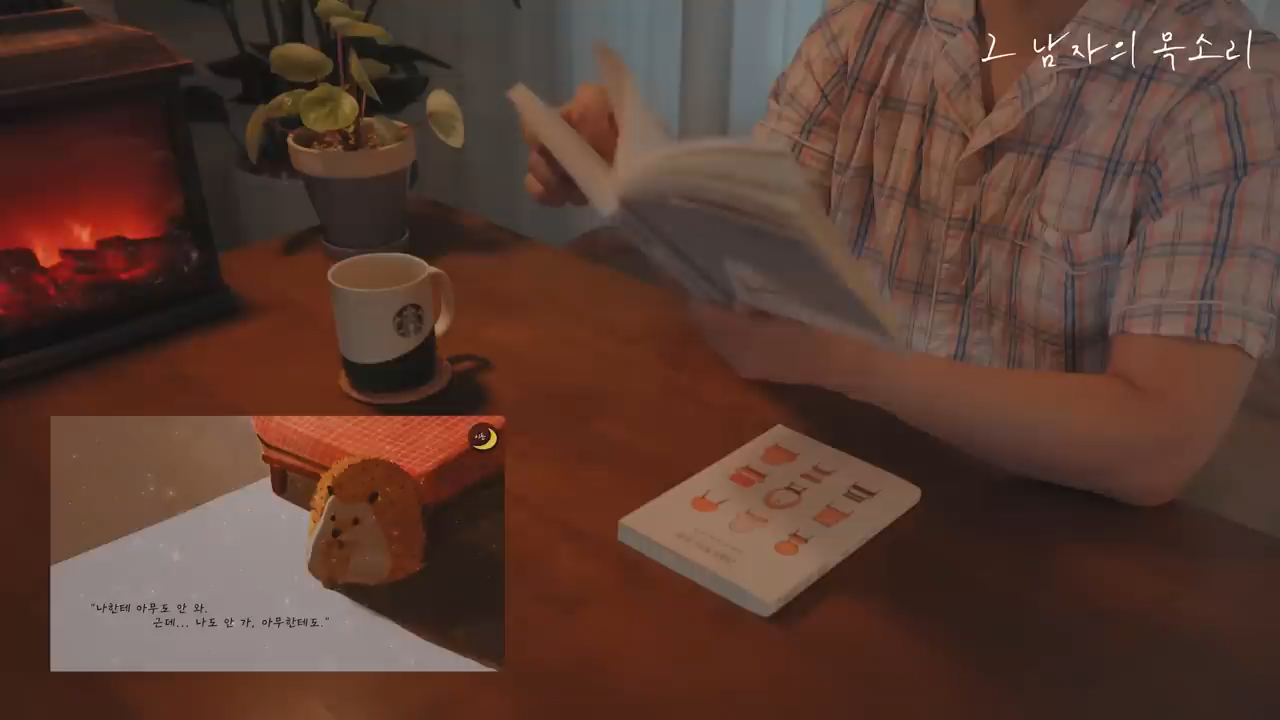 그 남자의 목소리
"나한테 아무도 안 와.
근데... 나도 안 가, 아무한테도."